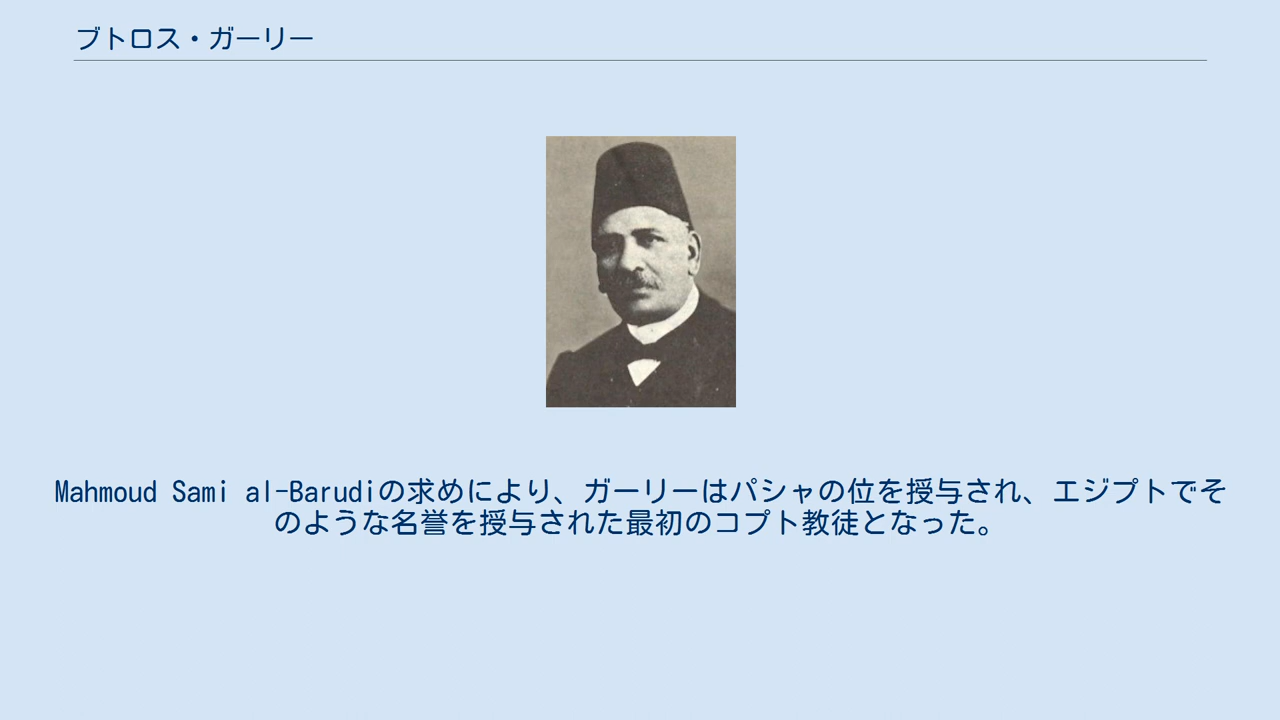 ブトロス・ガーリー
Mahmoud Sami al-Barudiの求めにより、ガーリーはパシャの位を授与され、エジプトでそ
のような名誉を授与された最初のコプト教徒となった。